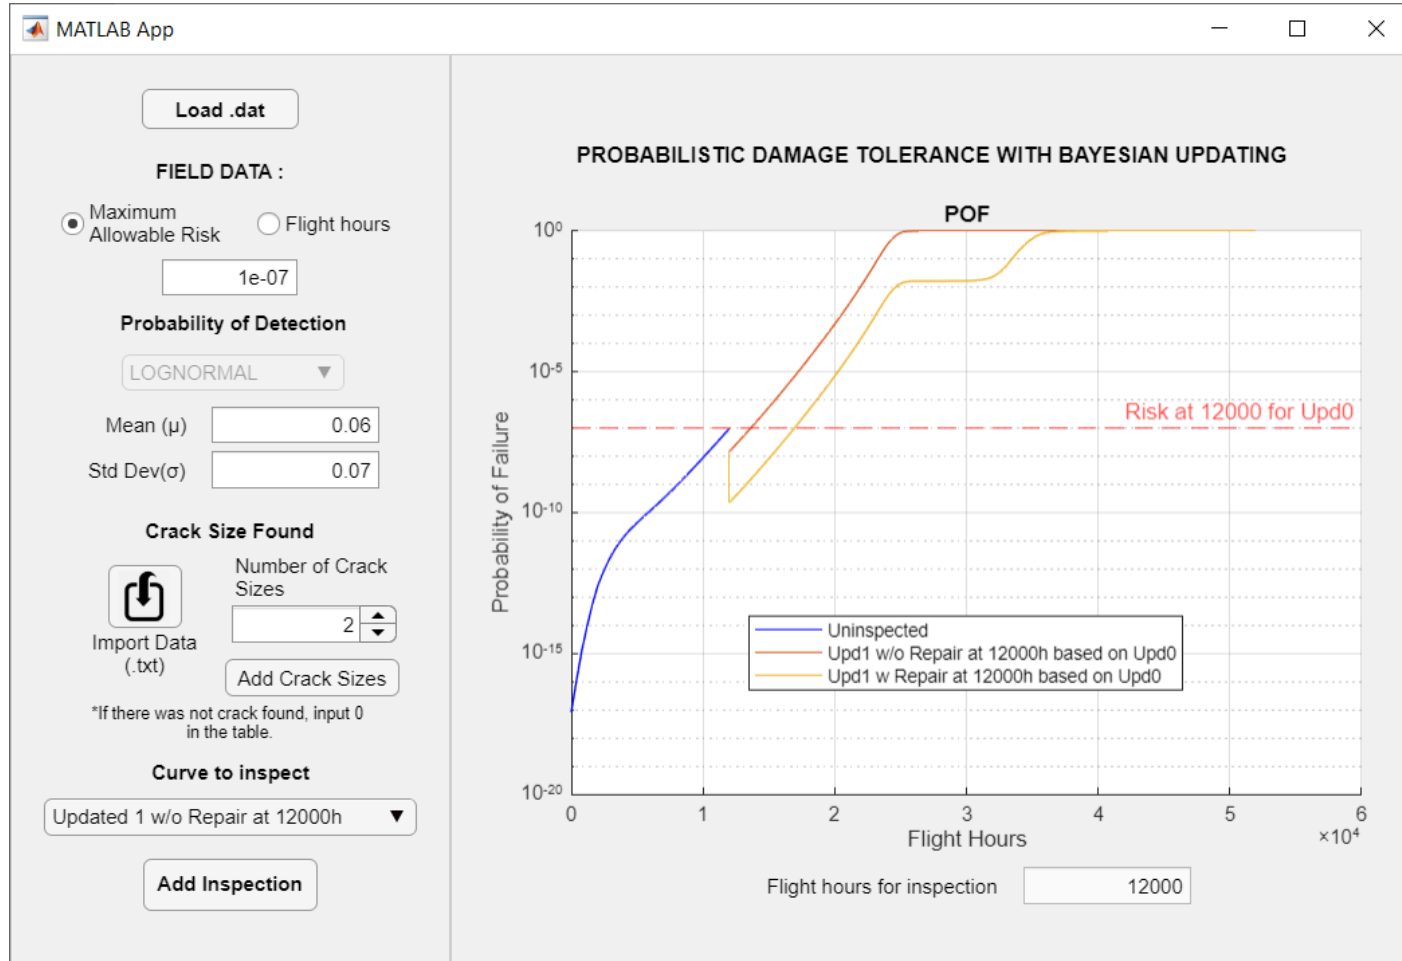 MATLAB App
Load .dat
FIELD DATA :
Maximum
Allowable Risk
Flight hours
1e-07
Probability of Detection
LOGNORMAL
Mean (μ)
0.06
Std Dev(σ)
0.07
Crack Size Found
Number of Crack
Sizes
2
Import Data
(.txt)
Add Crack Sizes
*If there was not crack found, input 0
in the table.
Curve to inspect
Updated 1 w/o Repair at 12000h
Add Inspection
PROBABILISTIC DAMAGE TOLERANCE WITH BAYESIAN UPDATING
POF
10⁰
10⁻⁵
10⁻¹⁰
10⁻¹⁵
10⁻²⁰
Probability of Failure
Risk at 12000 for Upd0
Uninspected
Upd1 w/o Repair at 12000h based on Upd0
Upd1 w Repair at 12000h based on Upd0
0 1 2 3 4 5 6
×10⁴
Flight Hours
Flight hours for inspection
12000